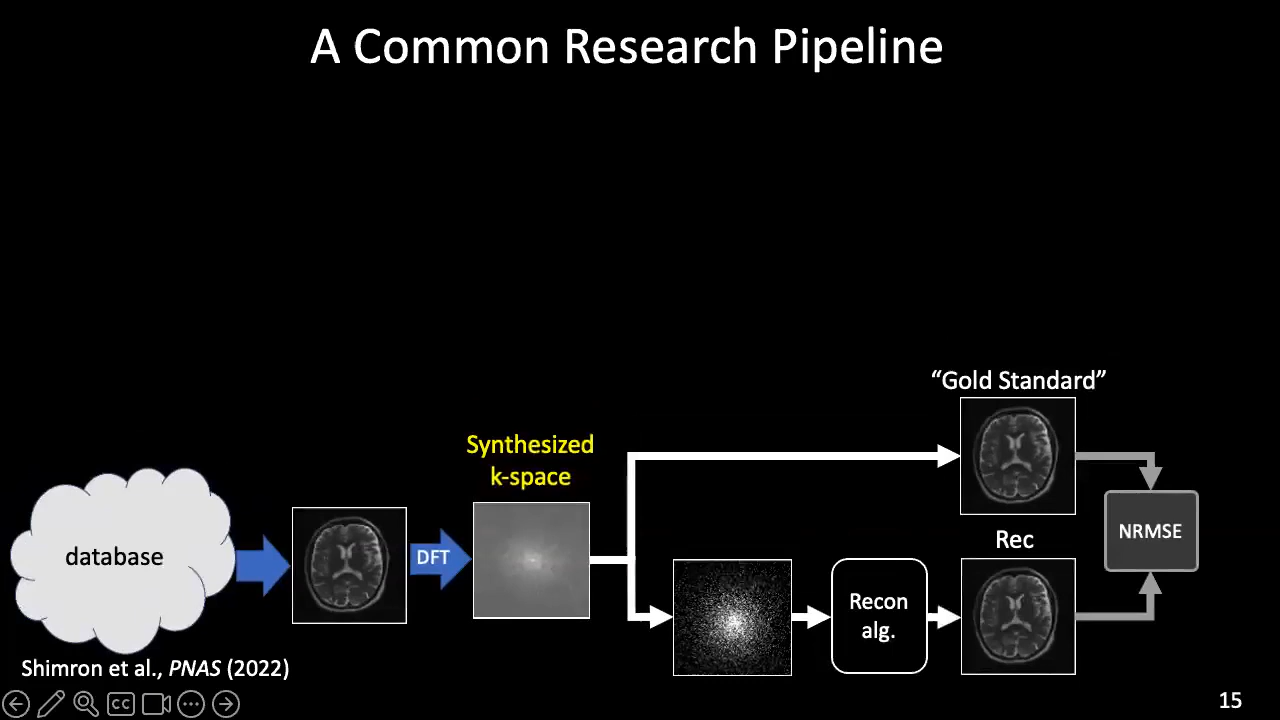 A Common Research Pipeline
“Gold Standard”
Synthesized
k-space
NRMSE
database
DFT
Rec
Recon
alg.
Shimron et al., PNAS (2022)
CC
15